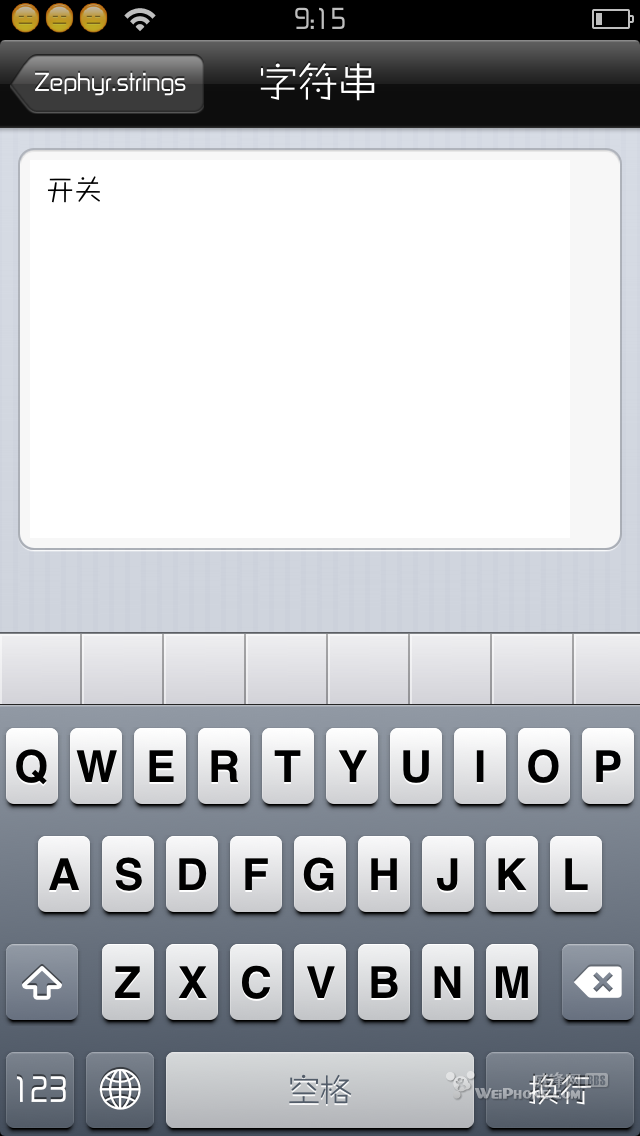 9:15
Zephyr.strings
字符串
开关
Q W E R T Y U I O P
A S D F G H J K L
Z X C V B N M
123
空格
换行
WEIPHONE.COM